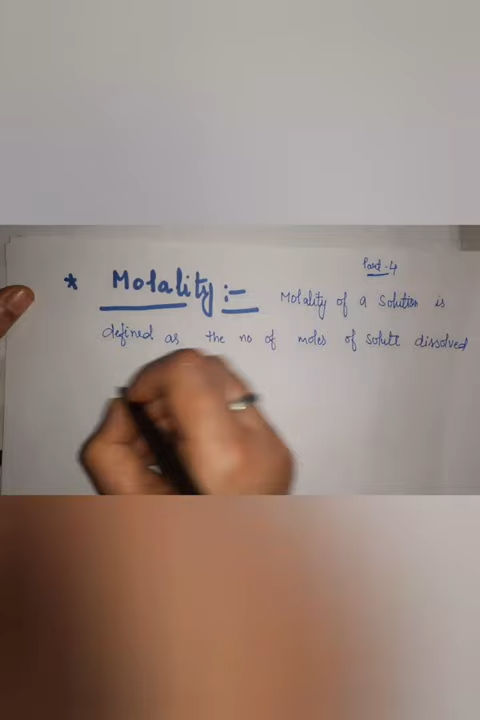 Part-4
* Molality :- Molality of a Solution is
defined as the no of moles of Solute dissolved